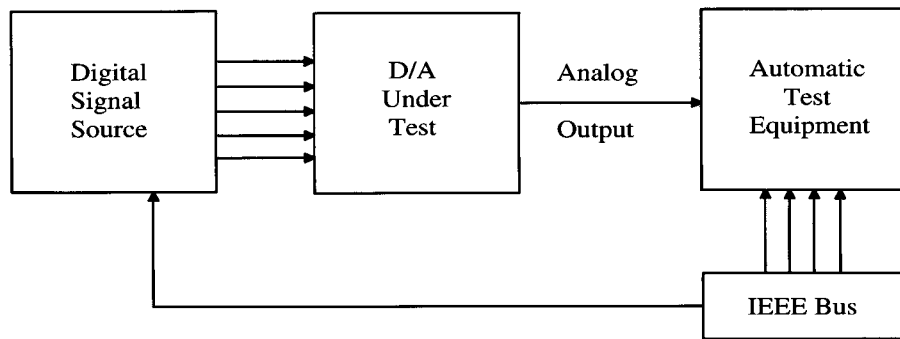 Digital
Signal
Source
D/A
Under
Test
Analog
Output
Automatic
Test
Equipment
IEEE Bus